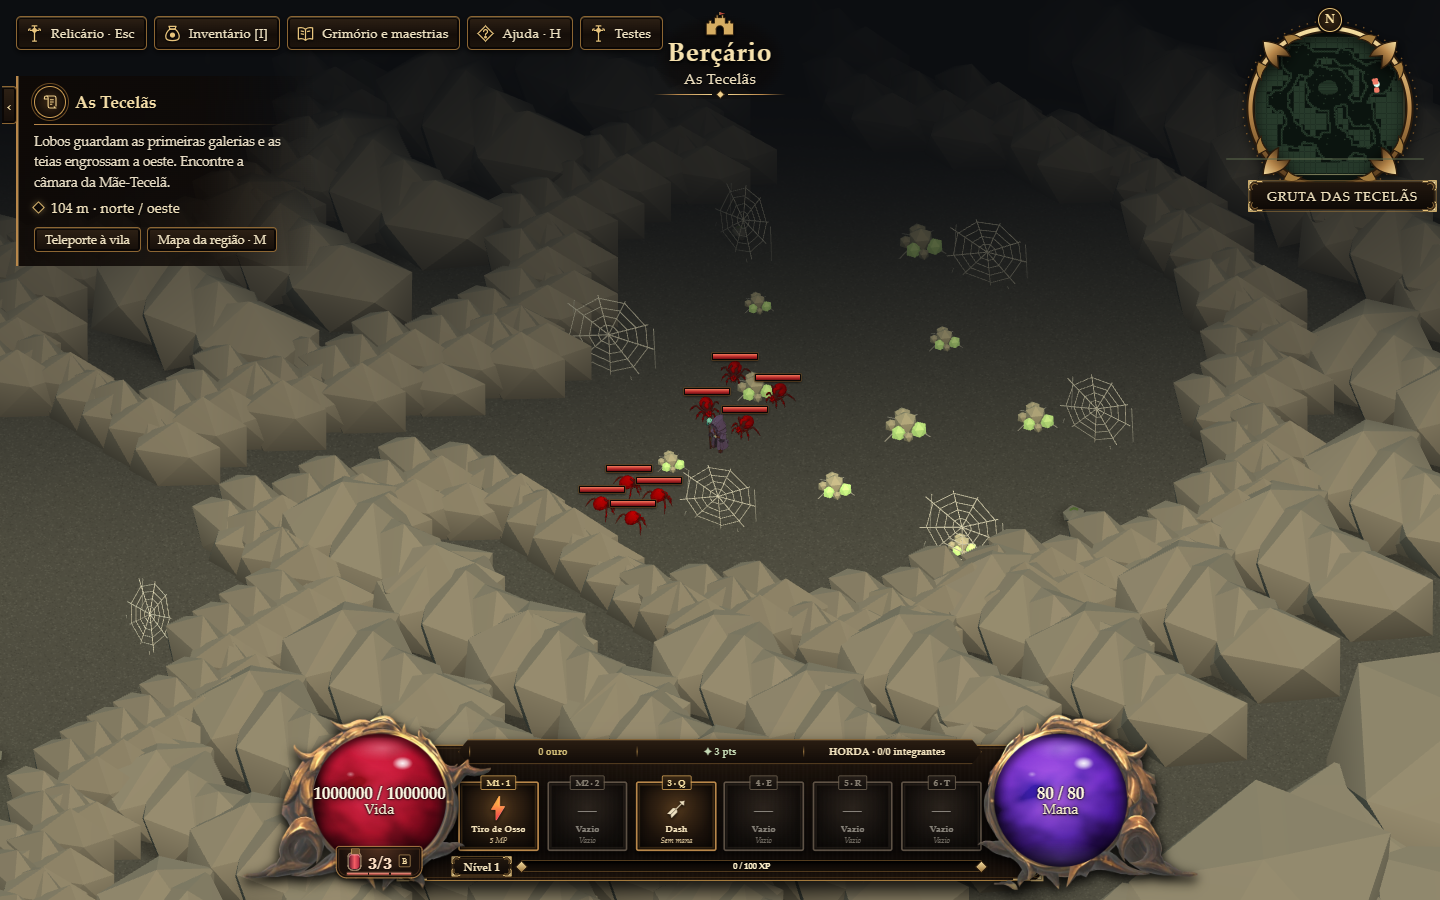 Relicário · Esc
Inventário [I]
Grimório e maestrias
Ajuda · H
Testes
Berçário
As Tecelãs
N
GRUTA DAS TECELÃS
‹
As Tecelãs
Lobos guardam as primeiras galerias e as
teias engrossam a oeste. Encontre a
câmara da Mãe-Tecelã.
104 m · norte / oeste
Teleporte à vila
Mapa da região · M
0 ouro
3 pts
HORDA · 0/0 integrantes
1000000 / 1000000
Vida
3/3
B
M1 · 1
Tiro de Osso
5 MP
M2 · 2
Vazio
Vazio
3 · Q
Dash
Sem mana
4 · E
Vazio
Vazio
5 · R
Vazio
Vazio
6 · T
Vazio
Vazio
80 / 80
Mana
Nível 1
0 / 100 XP